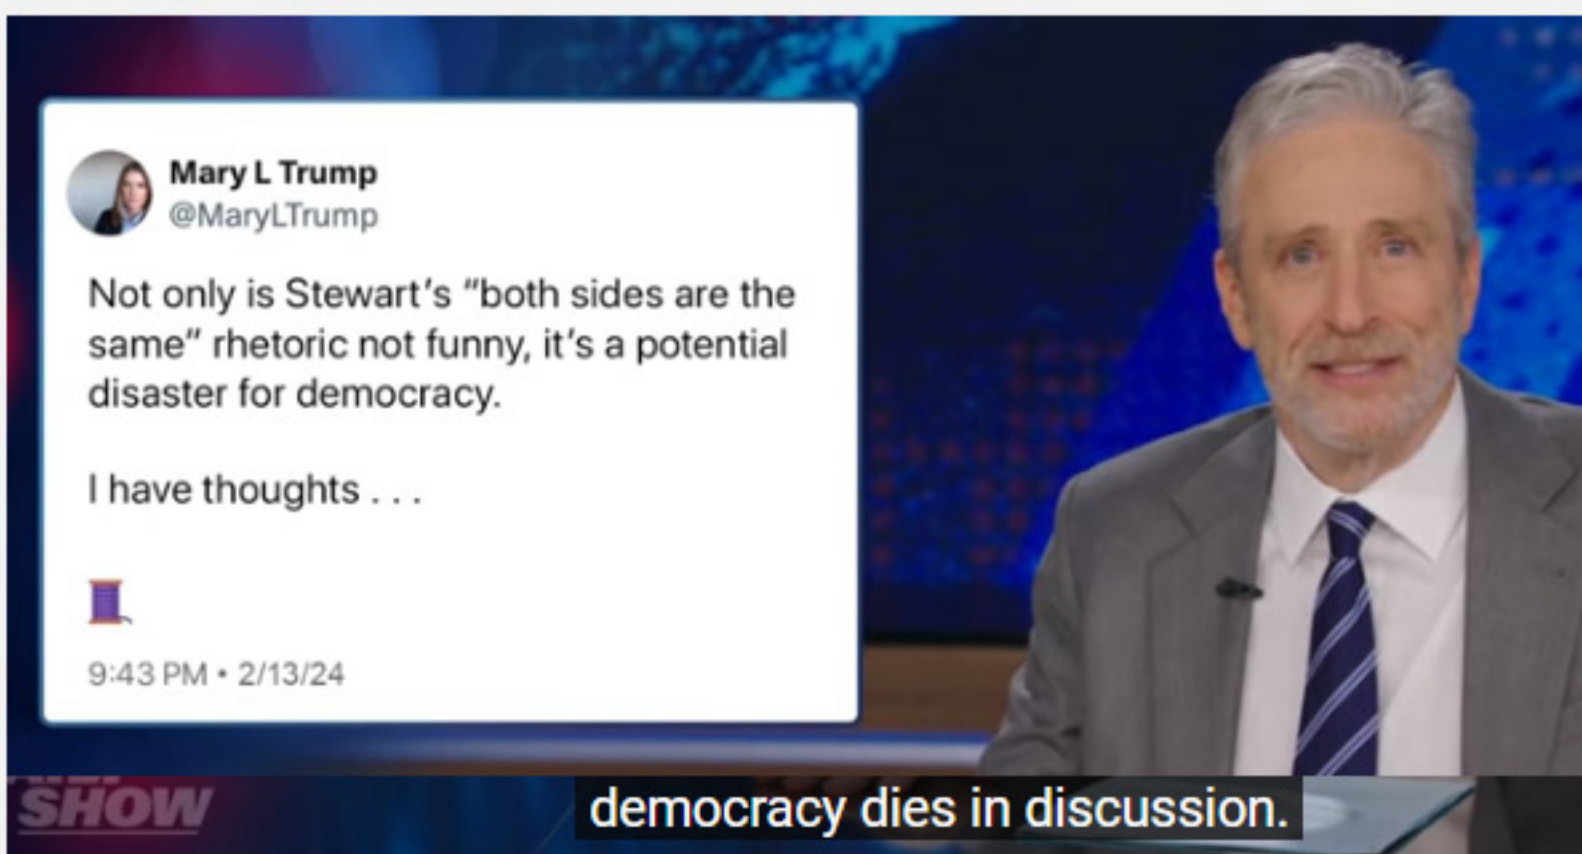 Mary L Trump
@MaryLTrump
Not only is Stewart's "both sides are the
same" rhetoric not funny, it's a potential
disaster for democracy.
I have thoughts . . .
9:43 PM • 2/13/24
SHOW
democracy dies in discussion.